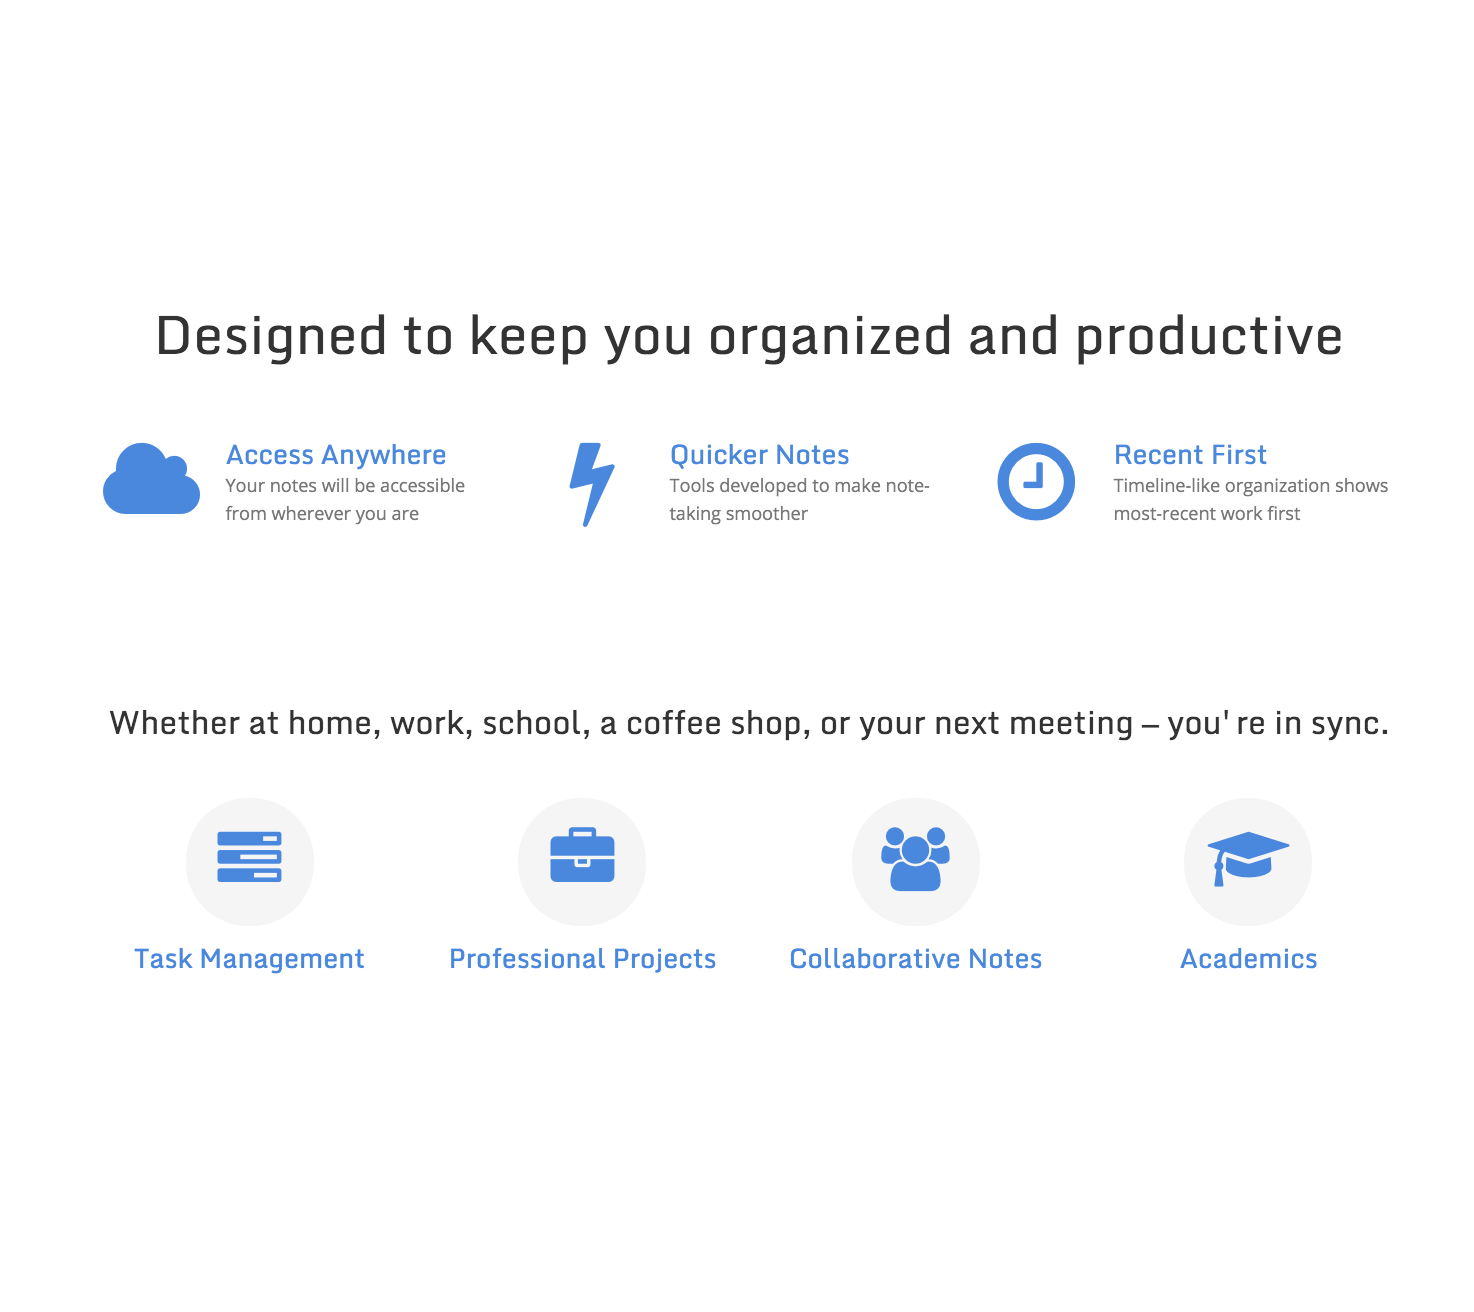 Designed to keep you organized and productive
Access Anywhere
Your notes will be accessible
from wherever you are
Quicker Notes
Tools developed to make note-
taking smoother
Recent First
Timeline-like organization shows
most-recent work first
Whether at home, work, school, a coffee shop, or your next meeting – you're in sync.
Task Management
Professional Projects
Collaborative Notes
Academics